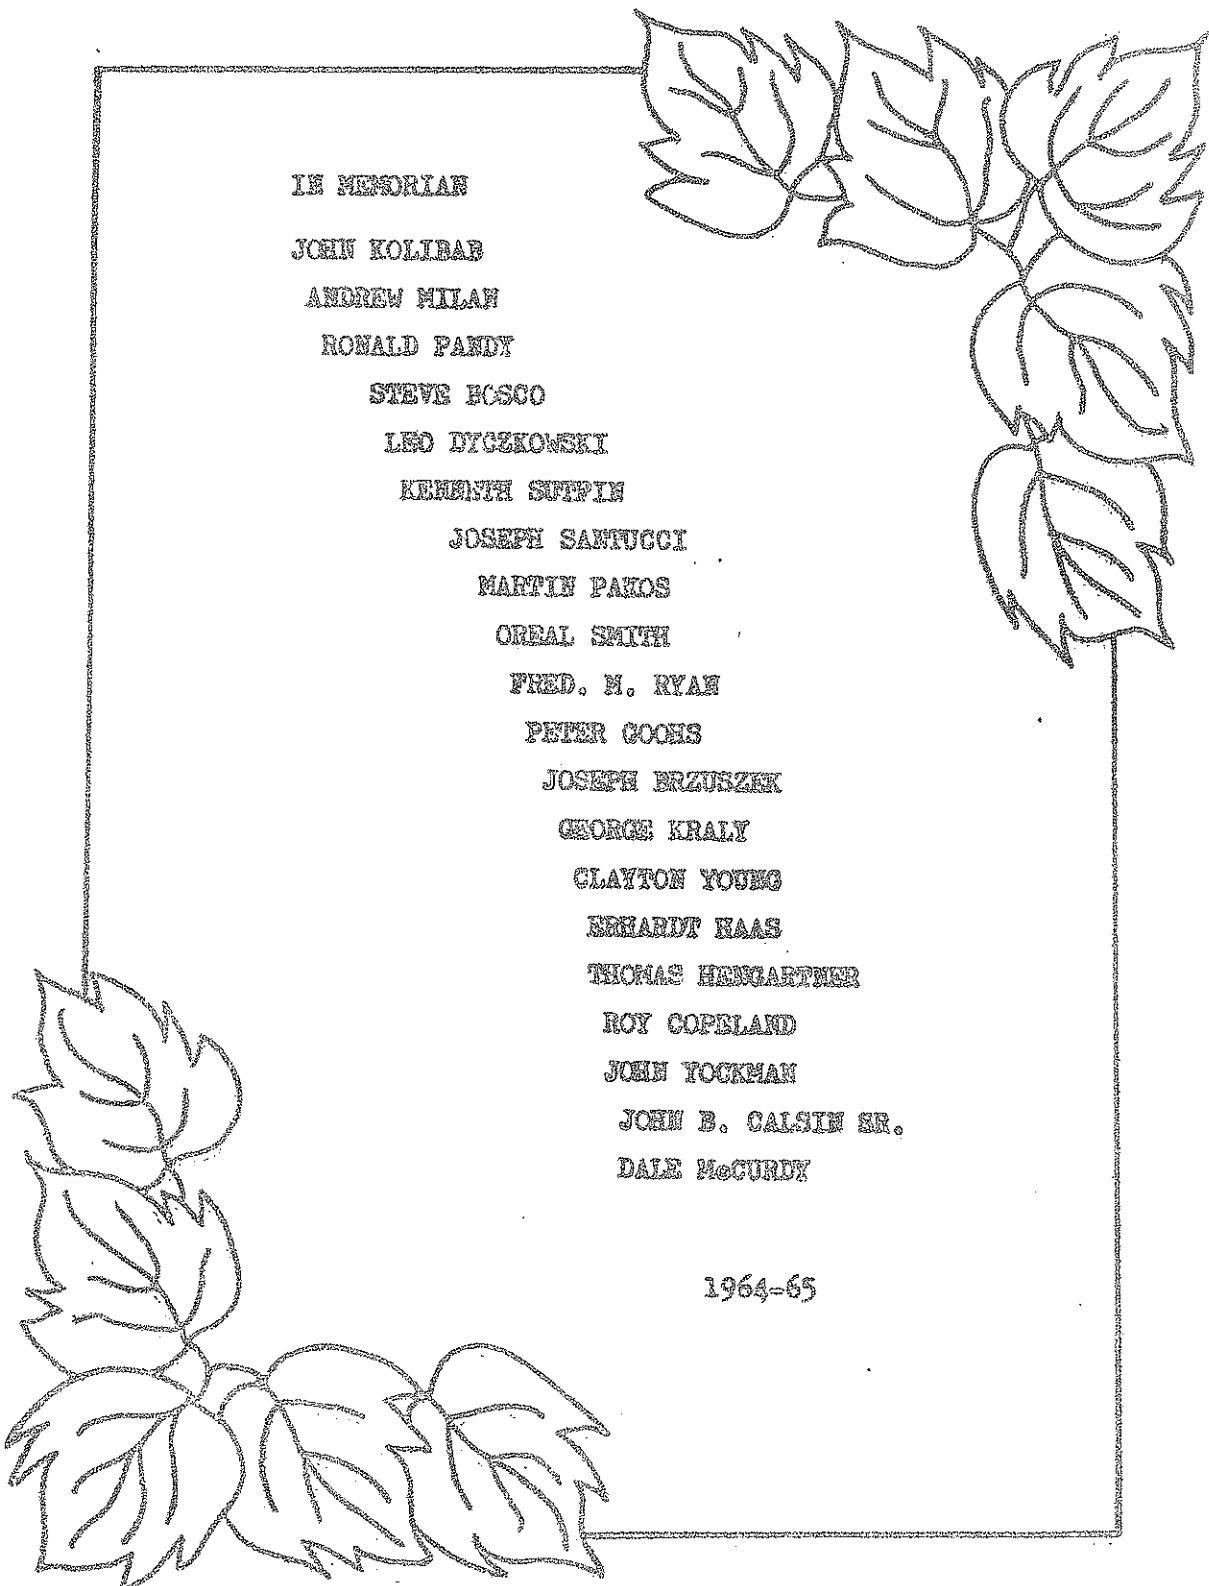 IN MEMORIAN
JOHN KOLIBAB
ANDREW MILAN
RONALD PANDY
STEVE BOSCO
LEO DYCZKOWSKI
KENNETH SUTPIN
JOSEPH SANTUCCI
MARTIN PAKOS
OREAL SMITH
FRED. M. RYAN
PETER GOOHS
JOSEPH BRZUSZEK
GEORGE KRALY
CLAYTON YOUNG
ERHARDT HAAS
THOMAS HENGARTNER
ROY COPELAND
JOHN YOCKMAN
JOHN B. CALSIN SR.
DALE McCURDY
1964-65